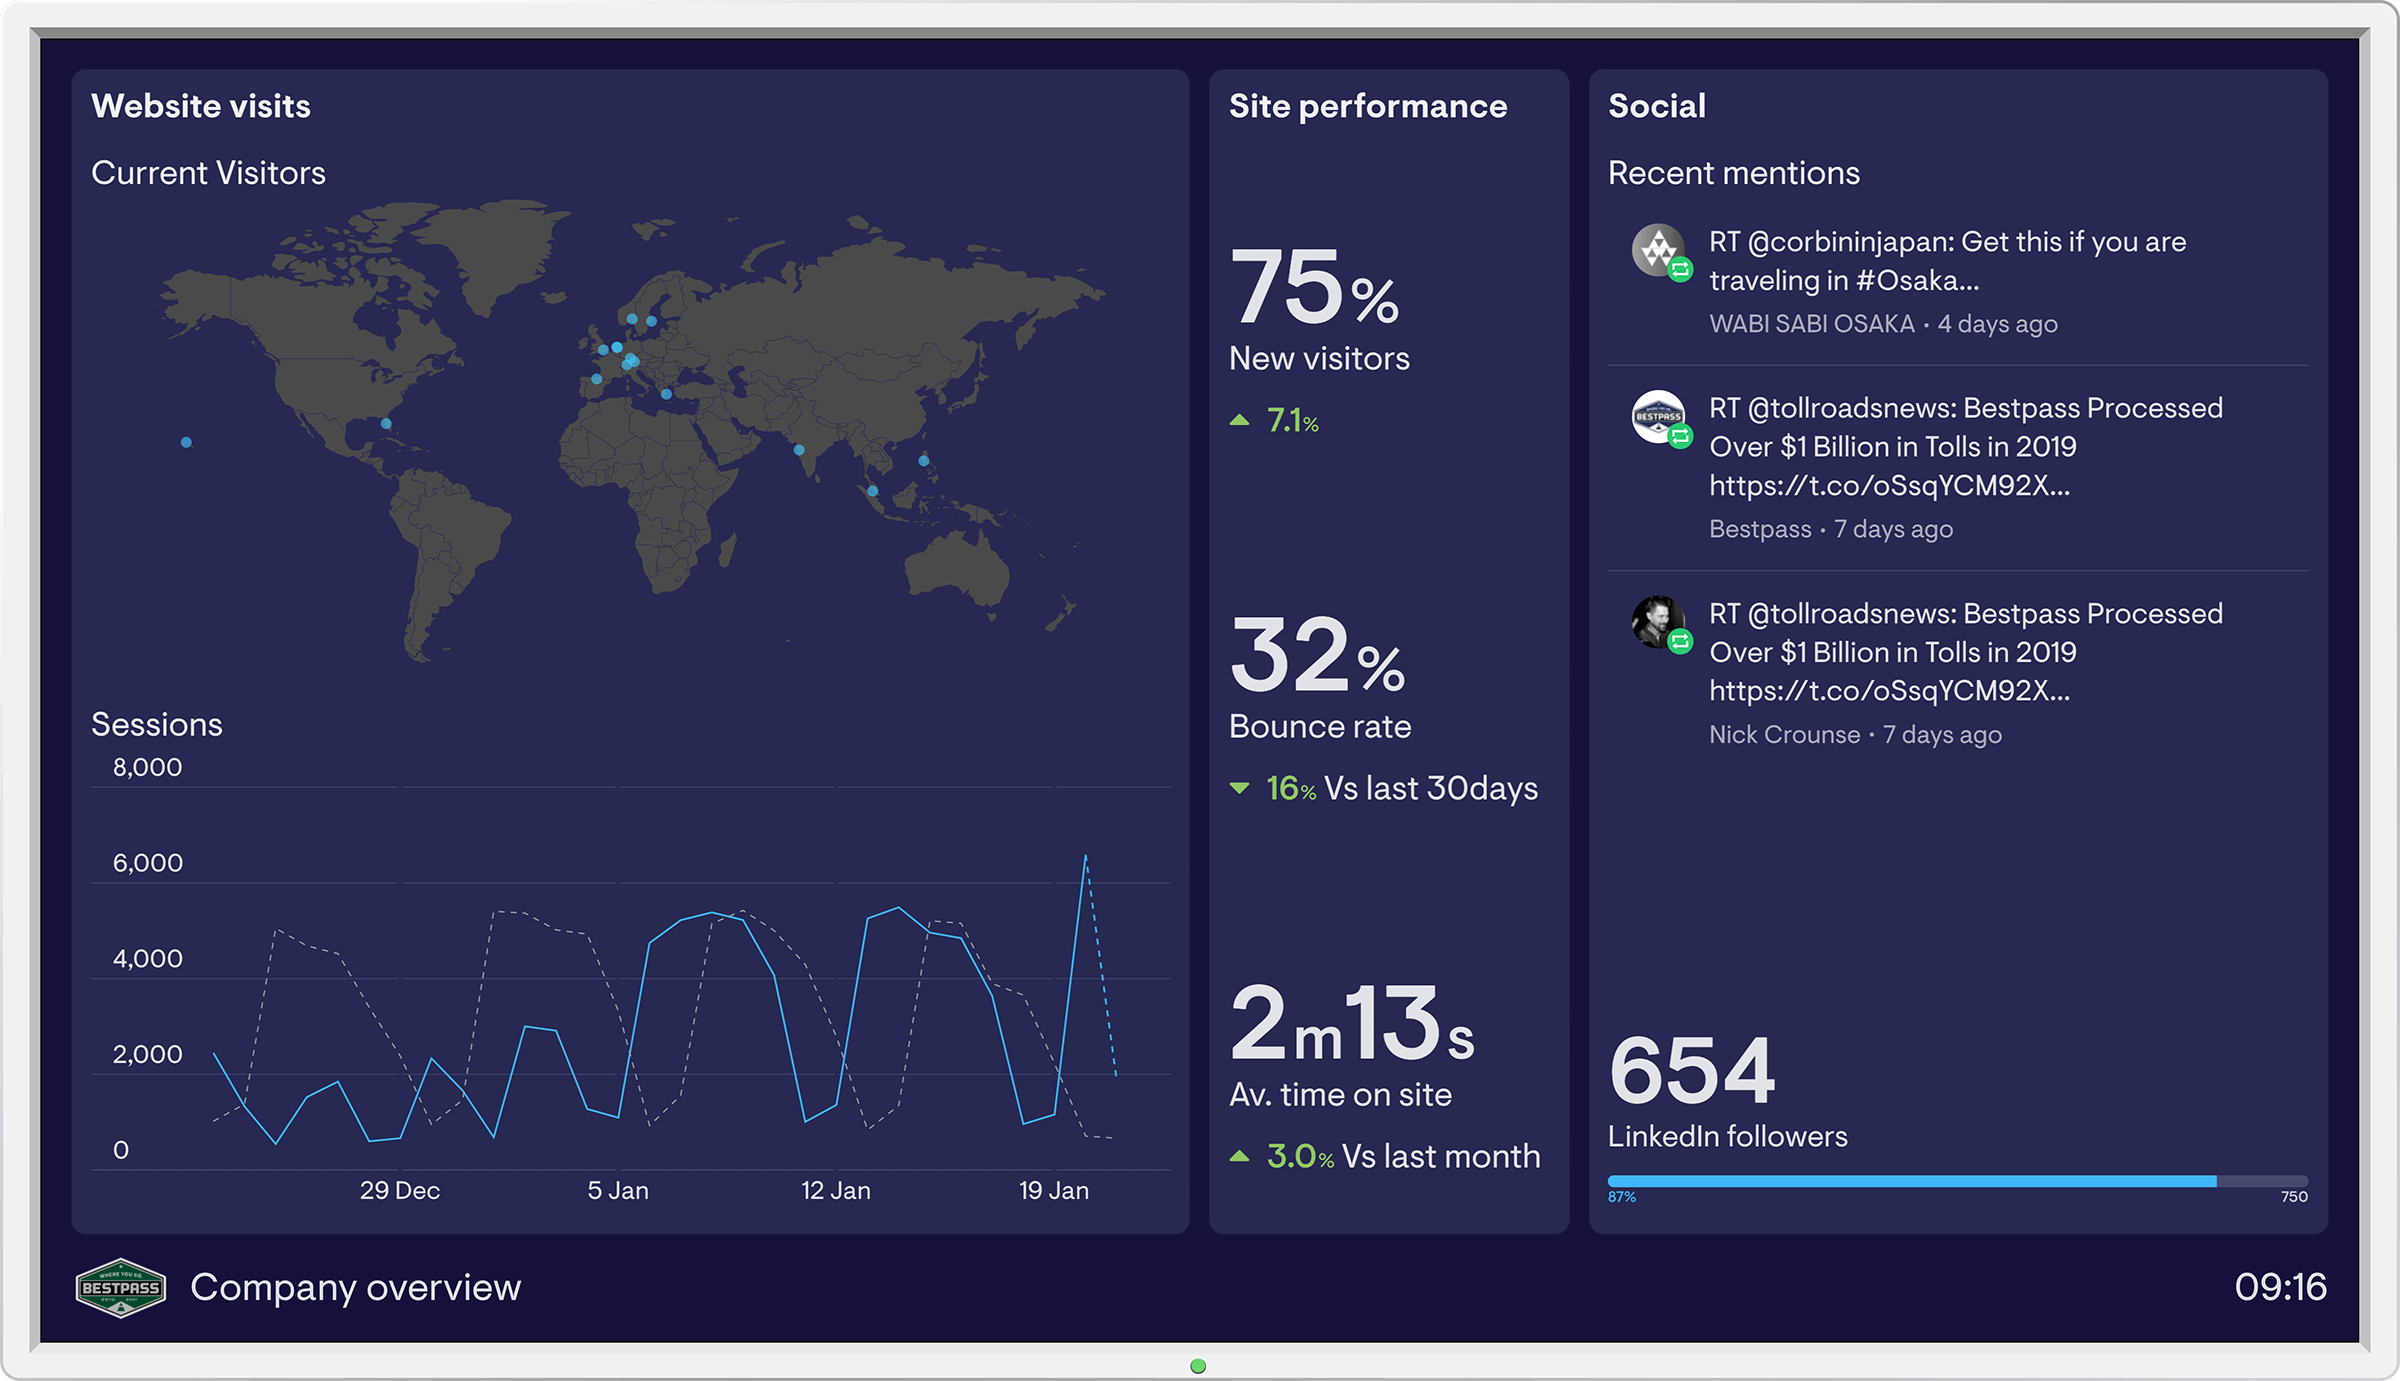 Website visits
Current Visitors
Sessions
8,000
6,000
4,000
2,000
0
29 Dec
5 Jan
12 Jan
19 Jan
Site performance
75%
New visitors
7.1%
32%
Bounce rate
16% Vs last 30days
2m13s
Av. time on site
3.0% Vs last month
Social
Recent mentions
RT @corbininjapan: Get this if you are
traveling in #Osaka...
WABI SABI OSAKA • 4 days ago
BESTPASS
RT @tollroadsnews: Bestpass Processed
Over $1 Billion in Tolls in 2019
https://t.co/oSsqYCM92X...
Bestpass • 7 days ago
RT @tollroadsnews: Bestpass Processed
Over $1 Billion in Tolls in 2019
https://t.co/oSsqYCM92X...
Nick Crounse • 7 days ago
654
LinkedIn followers
87%
750
WHERE YOU GO.
BESTPASS
Company overview
09:16